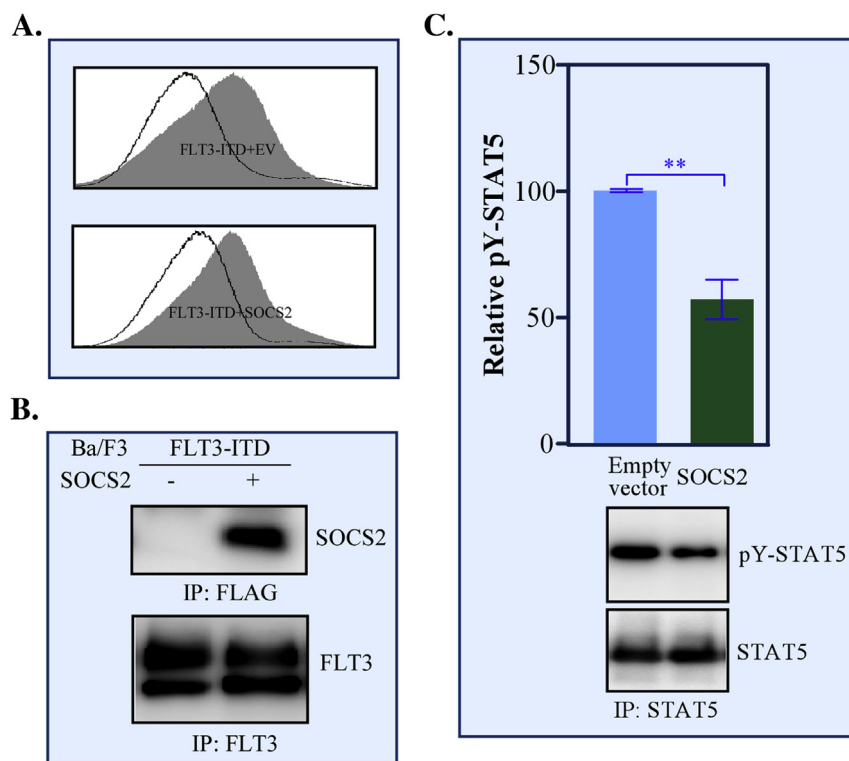 A.
FLT3-ITD+EV
FLT3-ITD+SOCS2
B.
Ba/F3 FLT3-ITD
SOCS2 - +
SOCS2
IP: FLAG
FLT3
IP: FLT3
C.
Relative pY-STAT5
150
100
50
0
**
Empty vector
SOCS2
pY-STAT5
STAT5
IP: STAT5